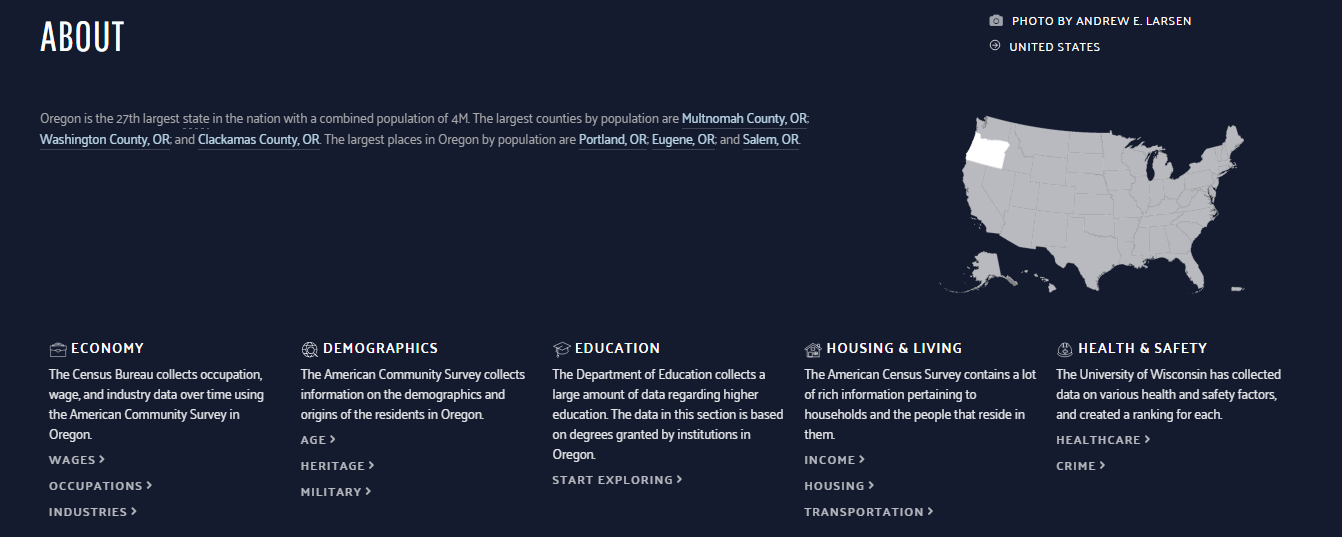 ABOUT
PHOTO BY ANDREW E. LARSEN
UNITED STATES
Oregon is the 27th largest state in the nation with a combined population of 4M. The largest counties by population are Multnomah County, OR;
Washington County, OR; and Clackamas County, OR. The largest places in Oregon by population are Portland, OR; Eugene, OR; and Salem, OR.
ECONOMY
The Census Bureau collects occupation,
wage, and industry data over time using
the American Community Survey in
Oregon.
WAGES >
OCCUPATIONS >
INDUSTRIES >
DEMOGRAPHICS
The American Community Survey collects
information on the demographics and
origins of the residents in Oregon.
AGE >
HERITAGE >
MILITARY >
EDUCATION
The Department of Education collects a
large amount of data regarding higher
education. The data in this section is based
on degrees granted by institutions in
Oregon.
START EXPLORING >
HOUSING & LIVING
The American Census Survey contains a lot
of rich information pertaining to
households and the people that reside in
them.
INCOME >
HOUSING >
TRANSPORTATION >
HEALTH & SAFETY
The University of Wisconsin has collected
data on various health and safety factors,
and created a ranking for each.
HEALTHCARE >
CRIME >